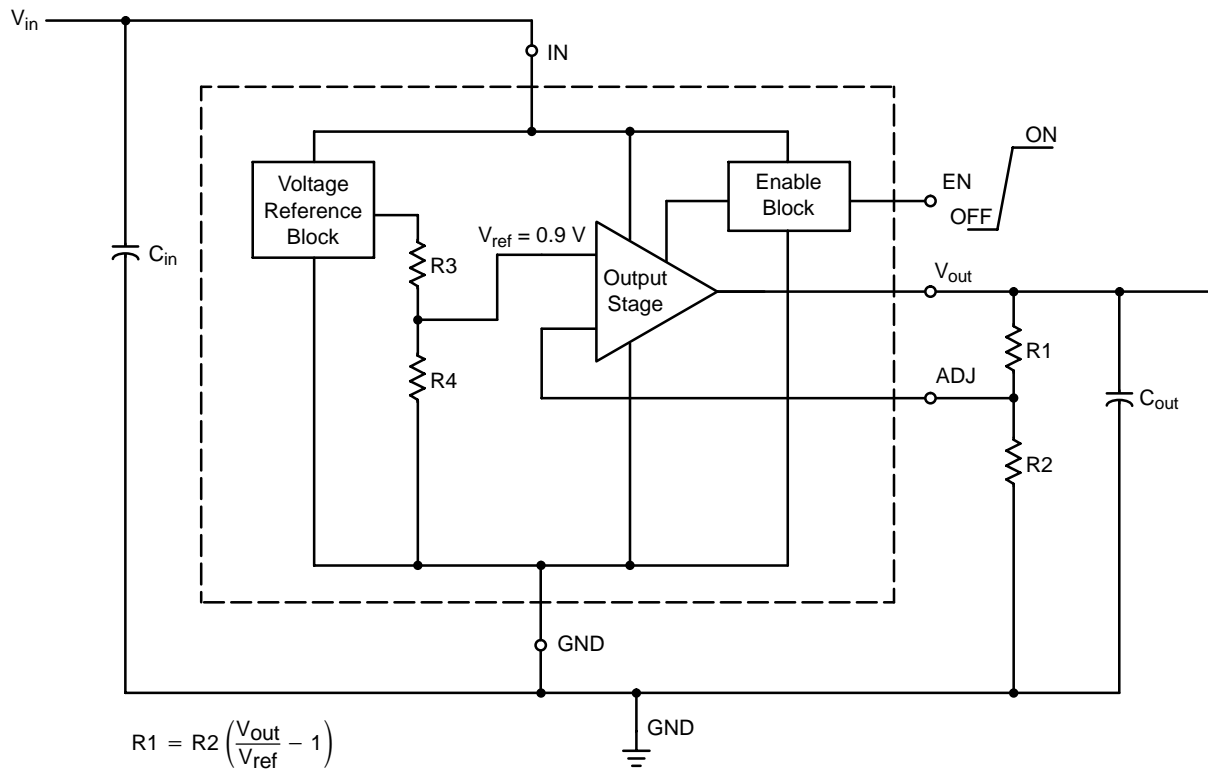 Vin
IN
ON
Voltage
Reference
Block
Enable
Block
EN
OFF
Vref = 0.9 V
Cin
R3
Output
Stage
Vout
R1
R4
ADJ
Cout
R2
GND
GND
R1 = R2 (Vout/Vref − 1)